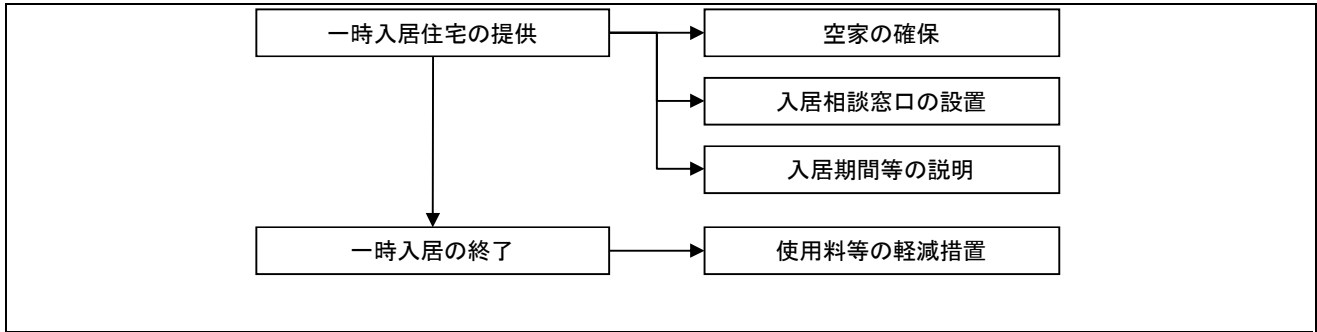 一時入居住宅の提供
空家の確保
入居相談窓口の設置
入居期間等の説明
一時入居の終了
使用料等の軽減措置